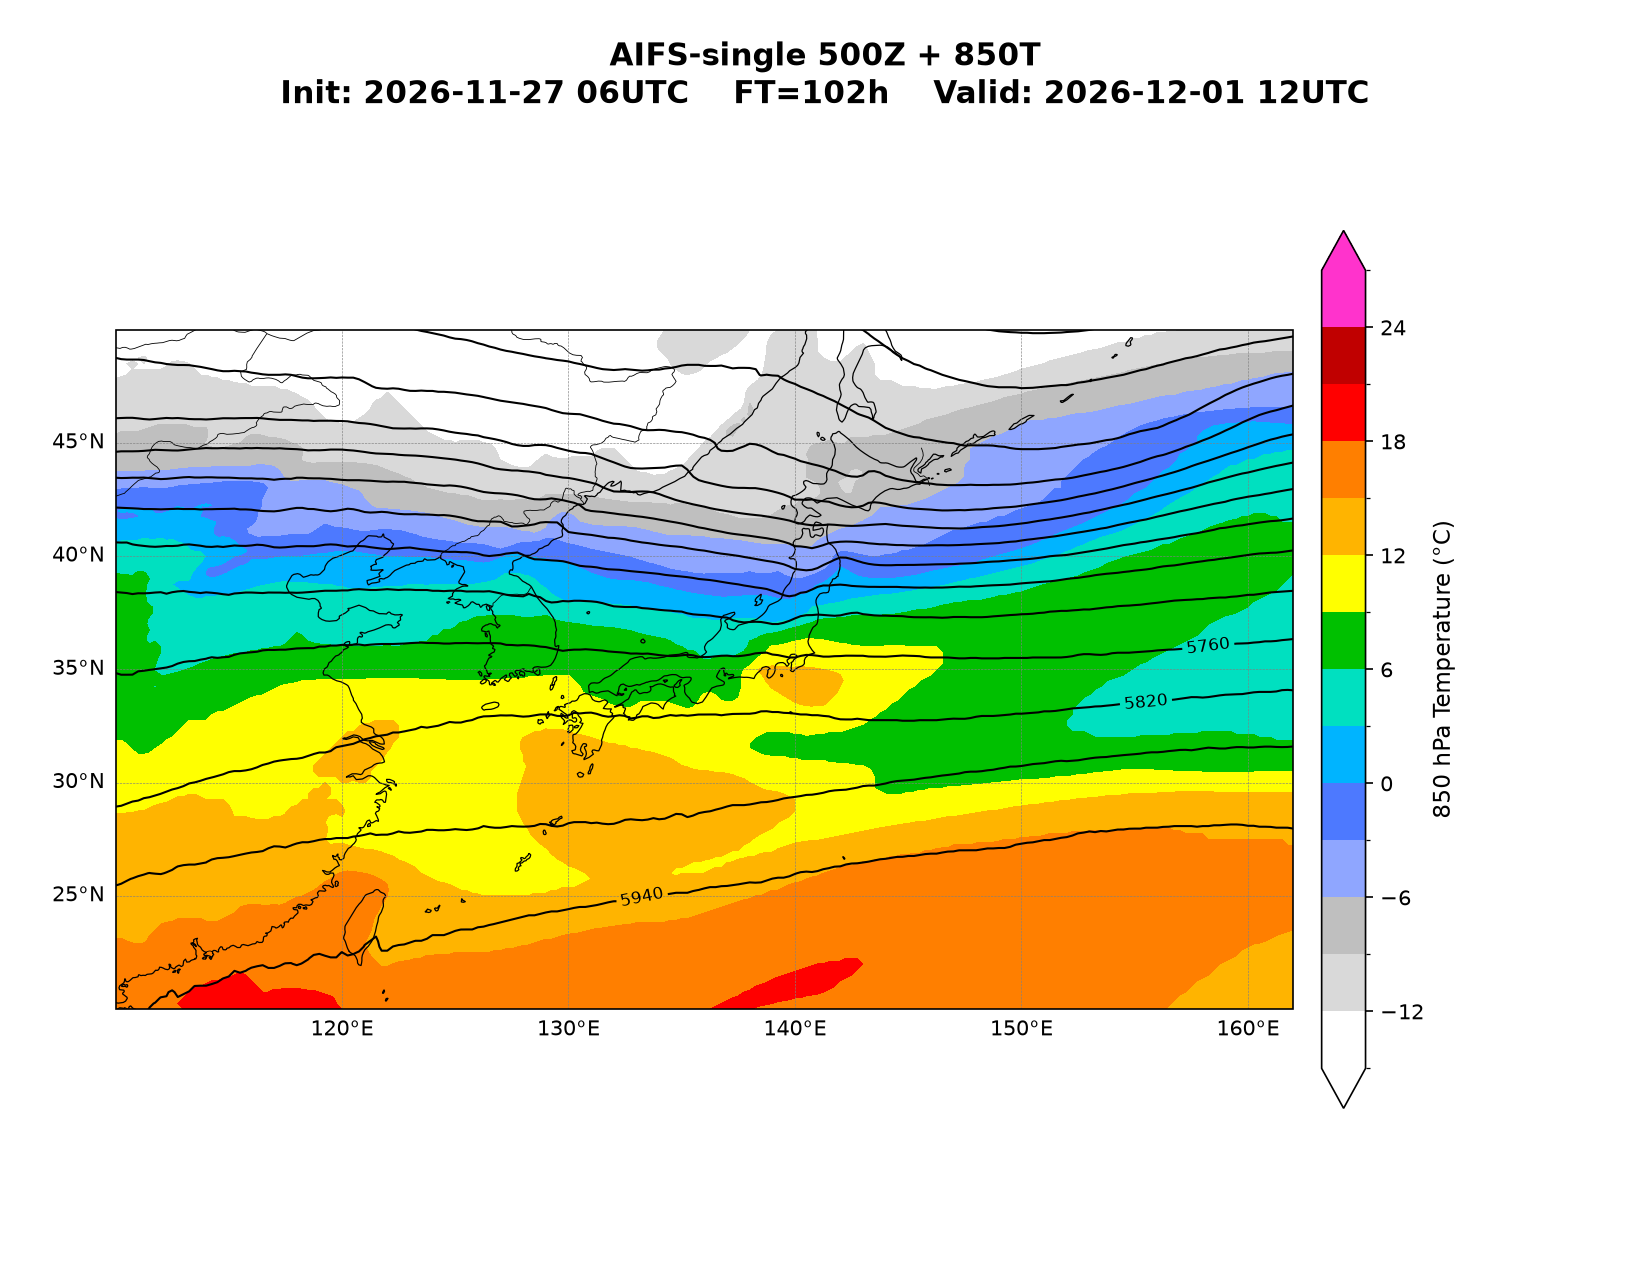 AIFS-single 500Z + 850T
Init: 2026-11-27 06UTC    FT=102h    Valid: 2026-12-01 12UTC
24
18
12
6
0
−6
−12
850 hPa Temperature (°C)
45°N
40°N
35°N
30°N
25°N
5760
5820
5940
120°E
130°E
140°E
150°E
160°E